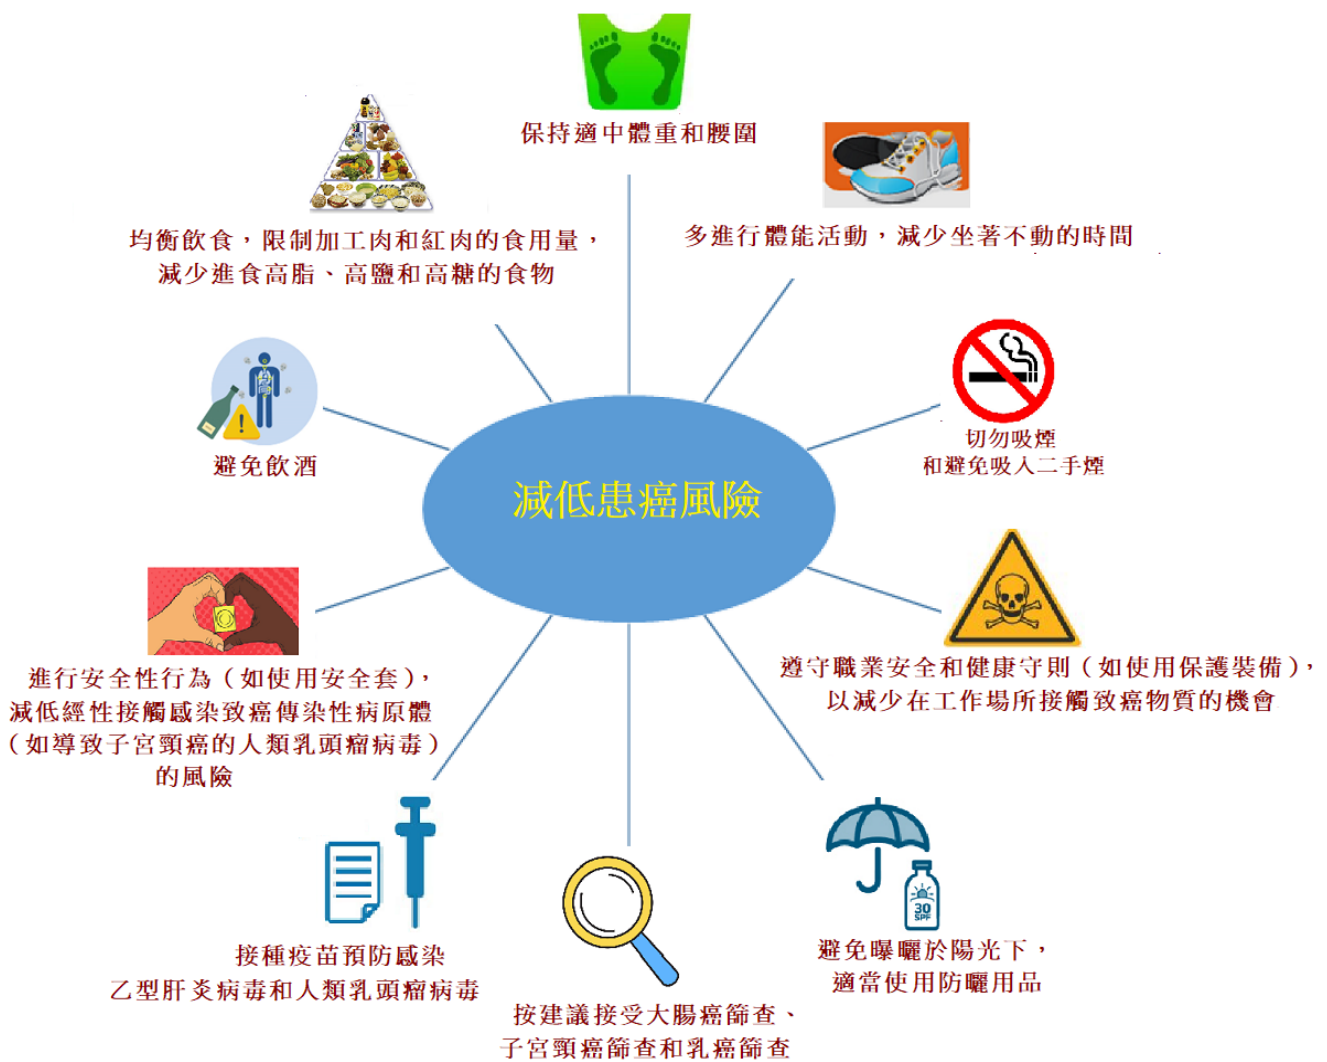 保持適中體重和腰圍
均衡飲食，限制加工肉和紅肉的食用量，
減少進食高脂、高鹽和高糖的食物
多進行體能活動，減少坐著不動的時間
避免飲酒
切勿吸煙
和避免吸入二手煙
減低患癌風險
進行安全性行為（如使用安全套），
減低經性接觸感染致癌傳染性病原體
（如導致子宮頸癌的人類乳頭瘤病毒）
的風險
遵守職業安全和健康守則（如使用保護裝備），
以減少在工作場所接觸致癌物質的機會
接種疫苗預防感染
乙型肝炎病毒和人類乳頭瘤病毒
按建議接受大腸癌篩查、
子宮頸癌篩查和乳癌篩查
30
SPF
避免曝曬於陽光下，
適當使用防曬用品